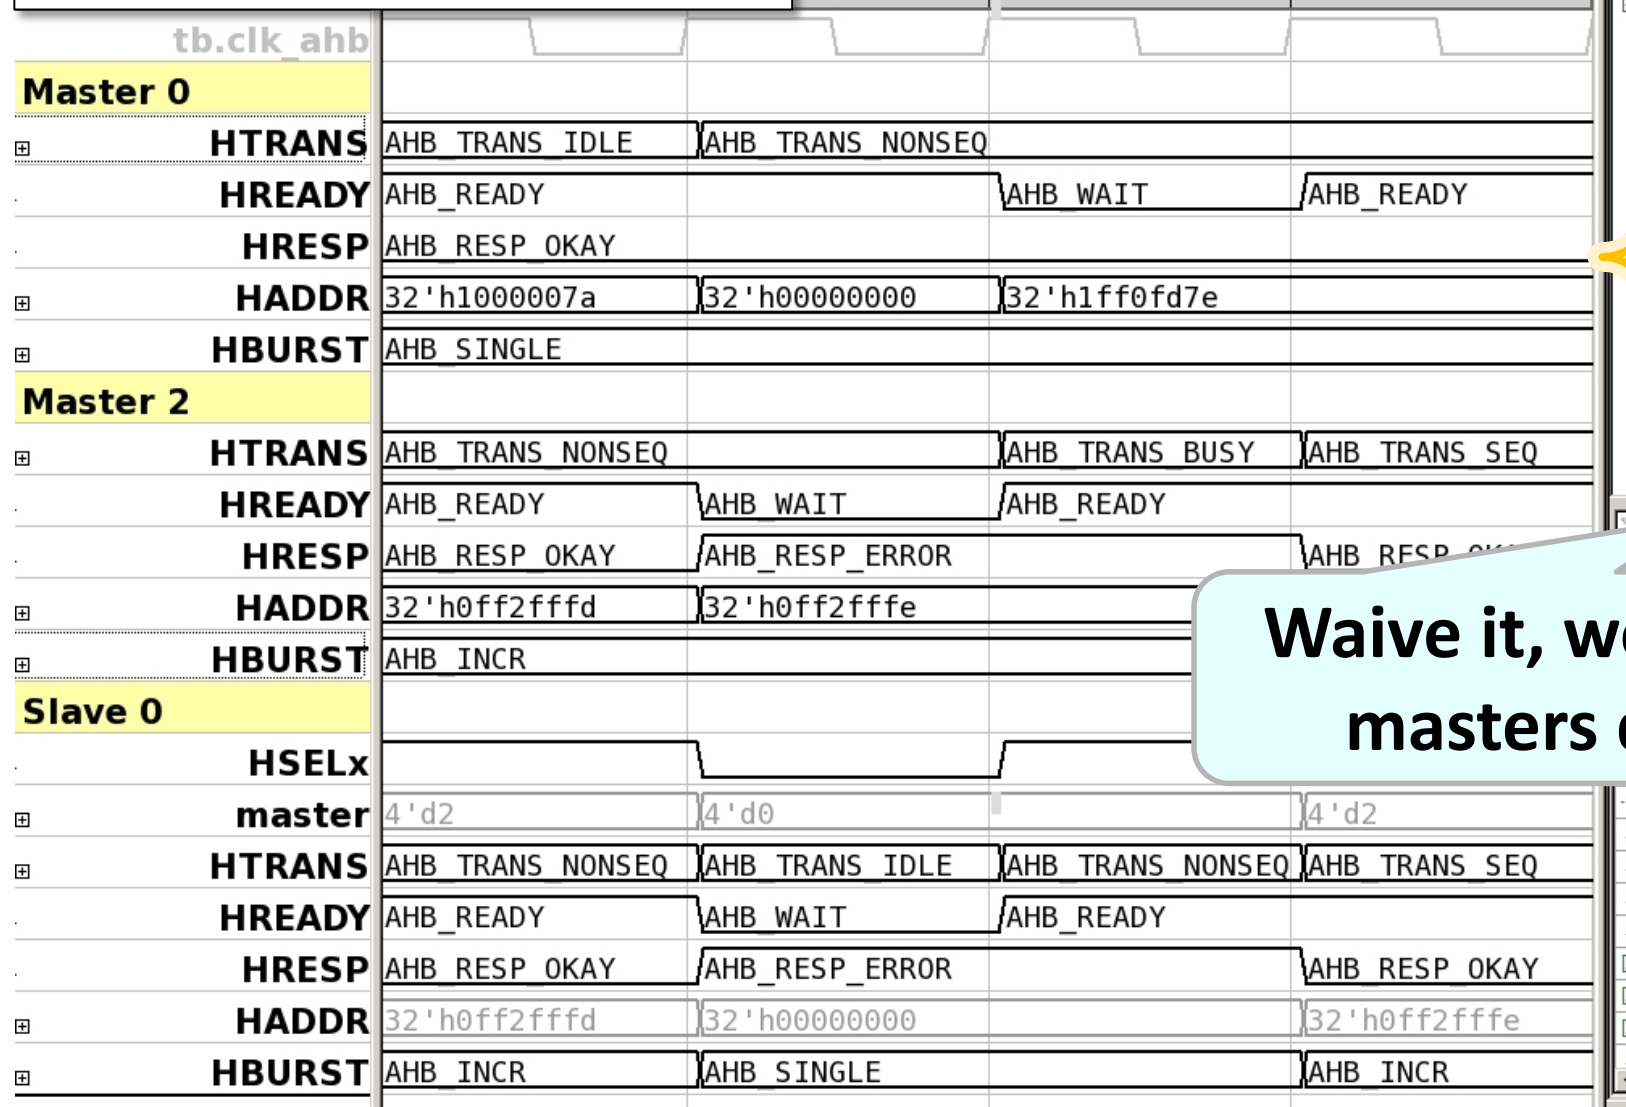 tb.clk_ahb
Master 0
HTRANS AHB_TRANS_IDLE AHB_TRANS_NONSEQ
HREADY AHB_READY AHB_WAIT AHB_READY
HRESP AHB_RESP_OKAY
HADDR 32'h1000007a 32'h00000000 32'h1ff0fd7e
HBURST AHB_SINGLE
Master 2
HTRANS AHB_TRANS_NONSEQ AHB_TRANS_BUSY AHB_TRANS_SEQ
HREADY AHB_READY AHB_WAIT AHB_READY
HRESP AHB_RESP_OKAY AHB_RESP_ERROR
HADDR 32'h0ff2fffd 32'h0ff2fffe
HBURST AHB_INCR
Waive it,
masters
Slave 0
HSELx
master 4'd2 4'd0 4'd2
HTRANS AHB_TRANS_NONSEQ AHB_TRANS_IDLE AHB_TRANS_NONSEQ AHB_TRANS_SEQ
HREADY AHB_READY AHB_WAIT AHB_READY
HRESP AHB_RESP_OKAY AHB_RESP_ERROR AHB_RESP_OKAY
HADDR 32'h0ff2fffd 32'h00000000 32'h0ff2fffe
HBURST AHB_INCR AHB_SINGLE AHB_INCR